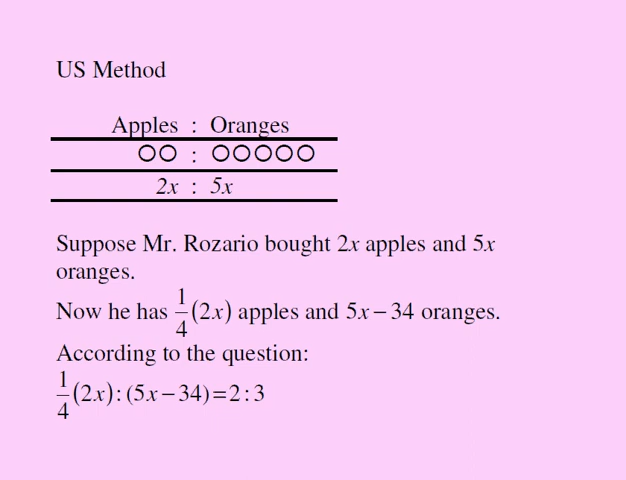 US Method
Apples : Oranges
○○ : ○○○○○
2x : 5x
Suppose Mr. Rozario bought 2x apples and 5x
oranges.
Now he has 1/4(2x) apples and 5x−34 oranges.
According to the question:
1/4(2x):(5x−34)=2:3